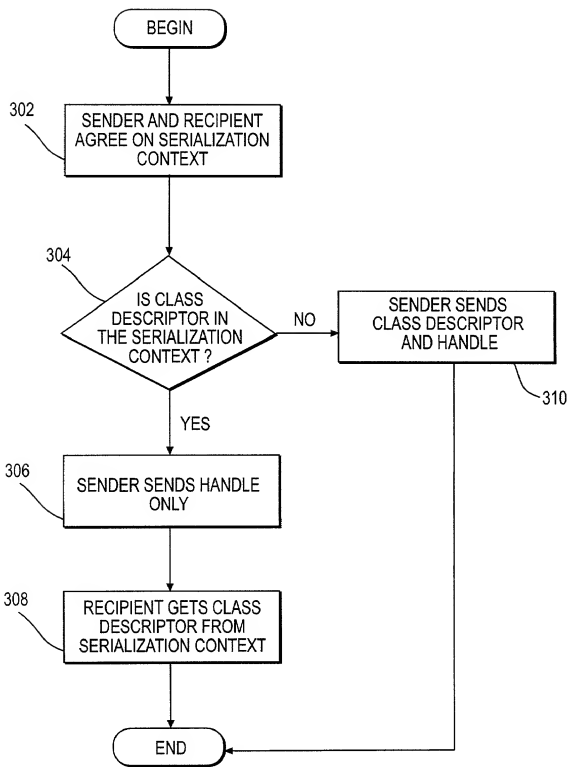 BEGIN
302
SENDER AND RECIPIENT
AGREE ON SERIALIZATION
CONTEXT
304
IS CLASS
DESCRIPTOR IN
THE SERIALIZATION
CONTEXT ?
NO
SENDER SENDS
CLASS DESCRIPTOR
AND HANDLE
310
YES
306
SENDER SENDS HANDLE
ONLY
308
RECIPIENT GETS CLASS
DESCRIPTOR FROM
SERIALIZATION CONTEXT
END